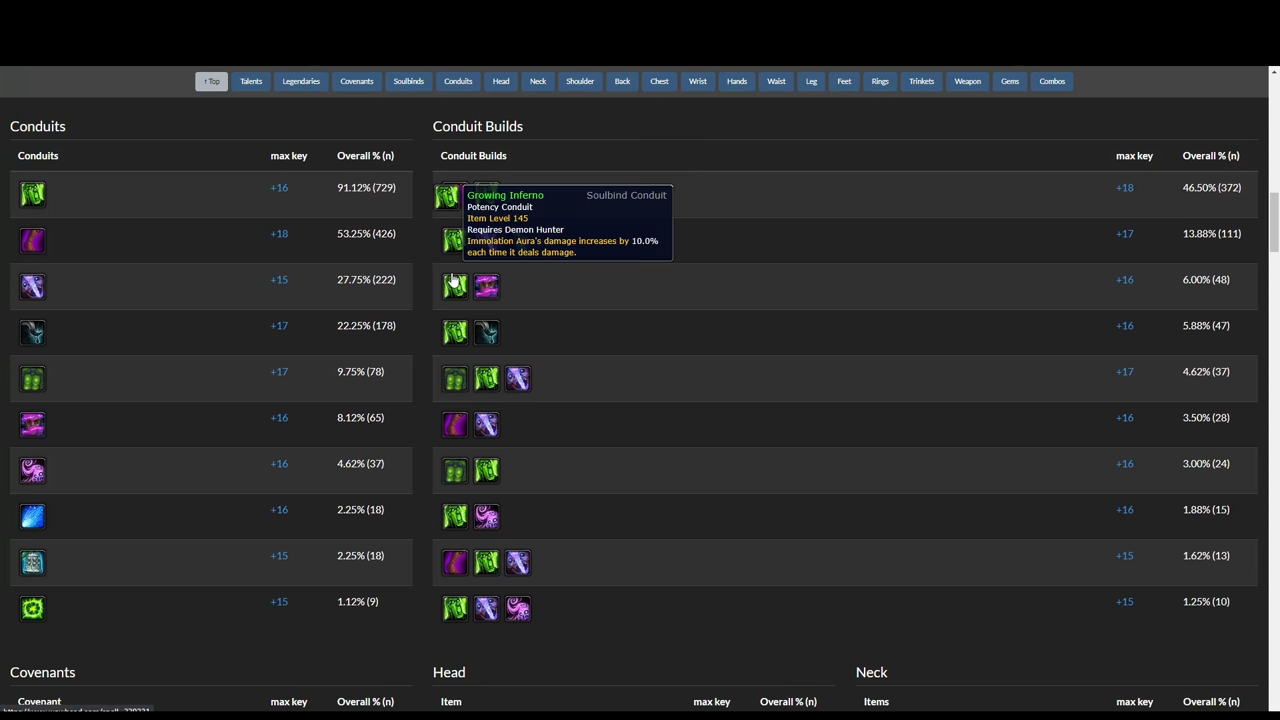 ↑ Top Talents Legendaries Covenants Soulbinds Conduits Head Neck Shoulder Back Chest Wrist Hands Waist Leg Feet Rings Trinkets Weapon Gems Combos
Conduits
Conduits max key Overall % (n)
+16 91.12% (729)
+18 53.25% (426)
+15 27.75% (222)
+17 22.25% (178)
+17 9.75% (78)
+16 8.12% (65)
+16 4.62% (37)
+16 2.25% (18)
+15 2.25% (18)
+15 1.12% (9)
Conduit Builds
Conduit Builds max key Overall % (n)
+18 46.50% (372)
+17 13.88% (111)
+16 6.00% (48)
+16 5.88% (47)
+17 4.62% (37)
+16 3.50% (28)
+16 3.00% (24)
+16 1.88% (15)
+15 1.62% (13)
+15 1.25% (10)
Growing Inferno Soulbind Conduit
Potency Conduit
Item Level 145
Requires Demon Hunter
Immolation Aura's damage increases by 10.0%
each time it deals damage.
Covenants
Covenant max key Overall % (n)
Head
Item max key Overall % (n)
Neck
Items max key Overall % (n)